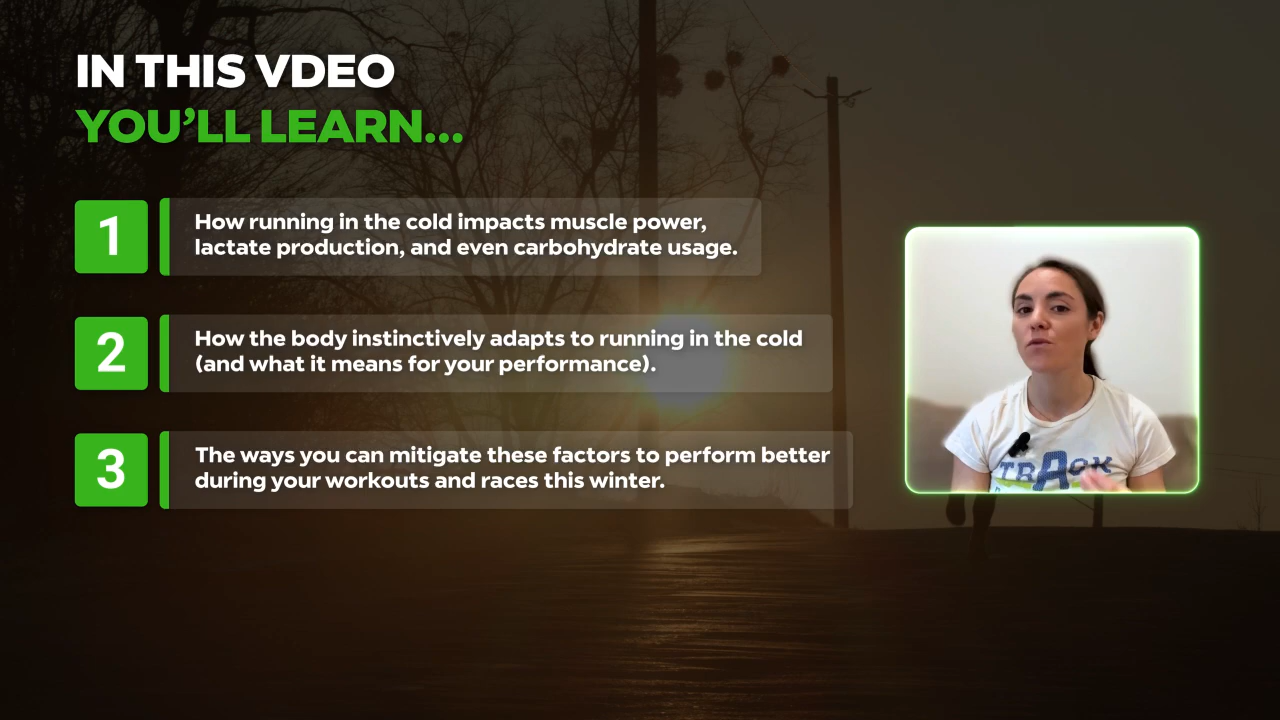 IN THIS VDEO
YOU'LL LEARN...
1
How running in the cold impacts muscle power,
lactate production, and even carbohydrate usage.
2
How the body instinctively adapts to running in the cold
(and what it means for your performance).
3
The ways you can mitigate these factors to perform better
during your workouts and races this winter.
TRACK